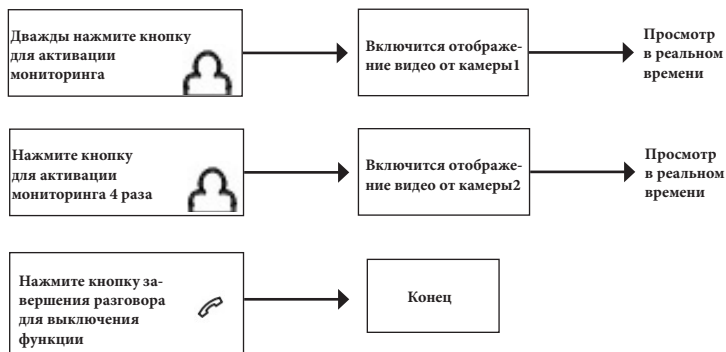 Дважды нажмите кнопку
для активации
мониторинга
Включится отображе-
ние видео от камеры1
Просмотр
в реальном
времени
Нажмите кнопку
для активации
мониторинга 4 раза
Включится отображе-
ние видео от камеры2
Просмотр
в реальном
времени
Нажмите кнопку за-
вершения разговора
для выключения
функции
Конец